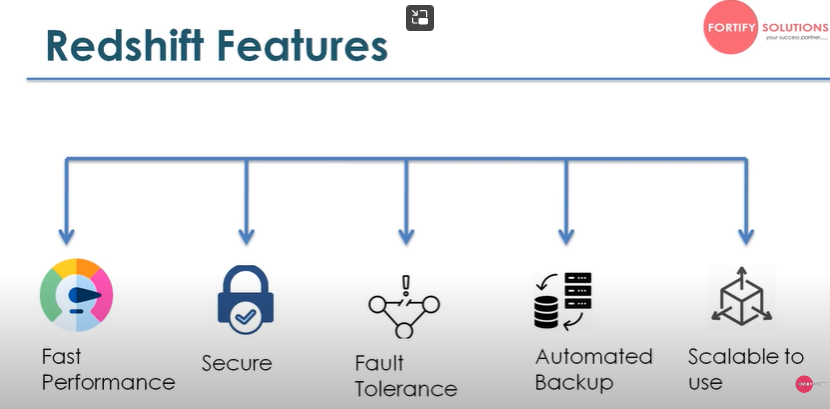 Redshift Features
FORTIFY SOLUTIONS
your success partner.....
Fast
Performance
Secure
Fault
Tolerance
Automated
Backup
Scalable to
use